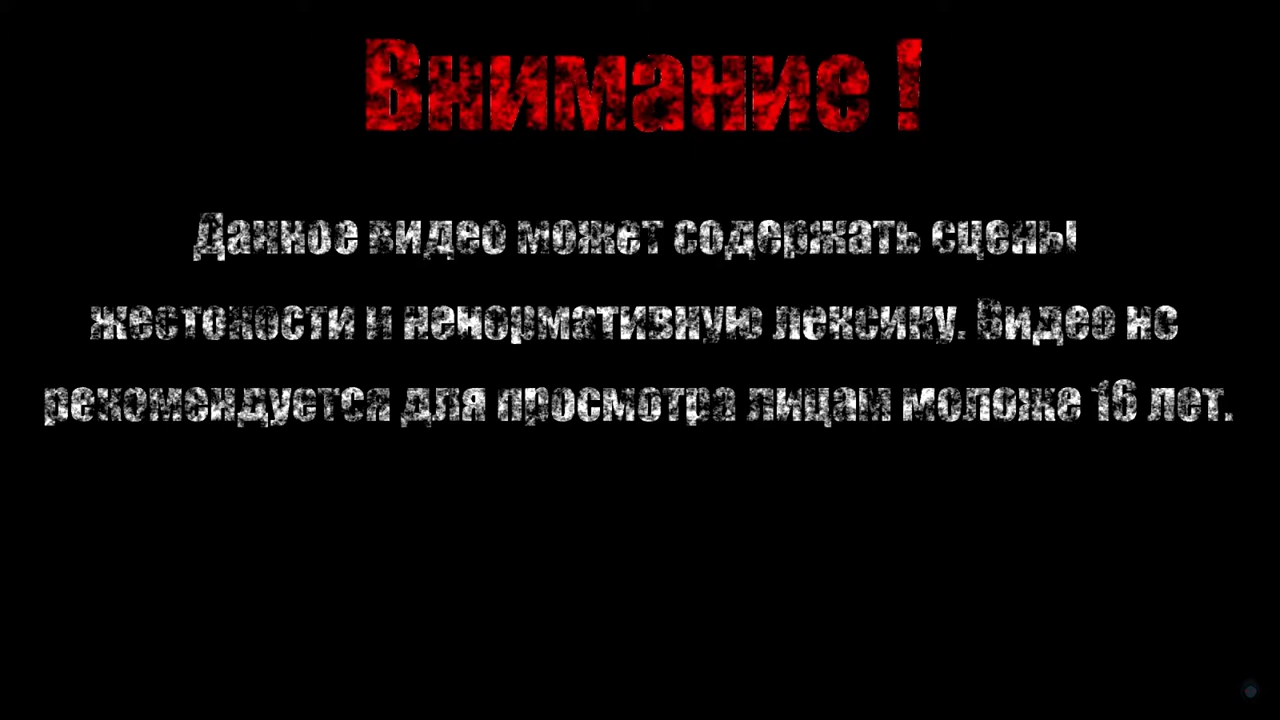 Внимание !
Данное видео может содержать сцены
жестокости и ненормативную лексику. Видео не
рекомендуется для просмотра лицам моложе 16 лет.